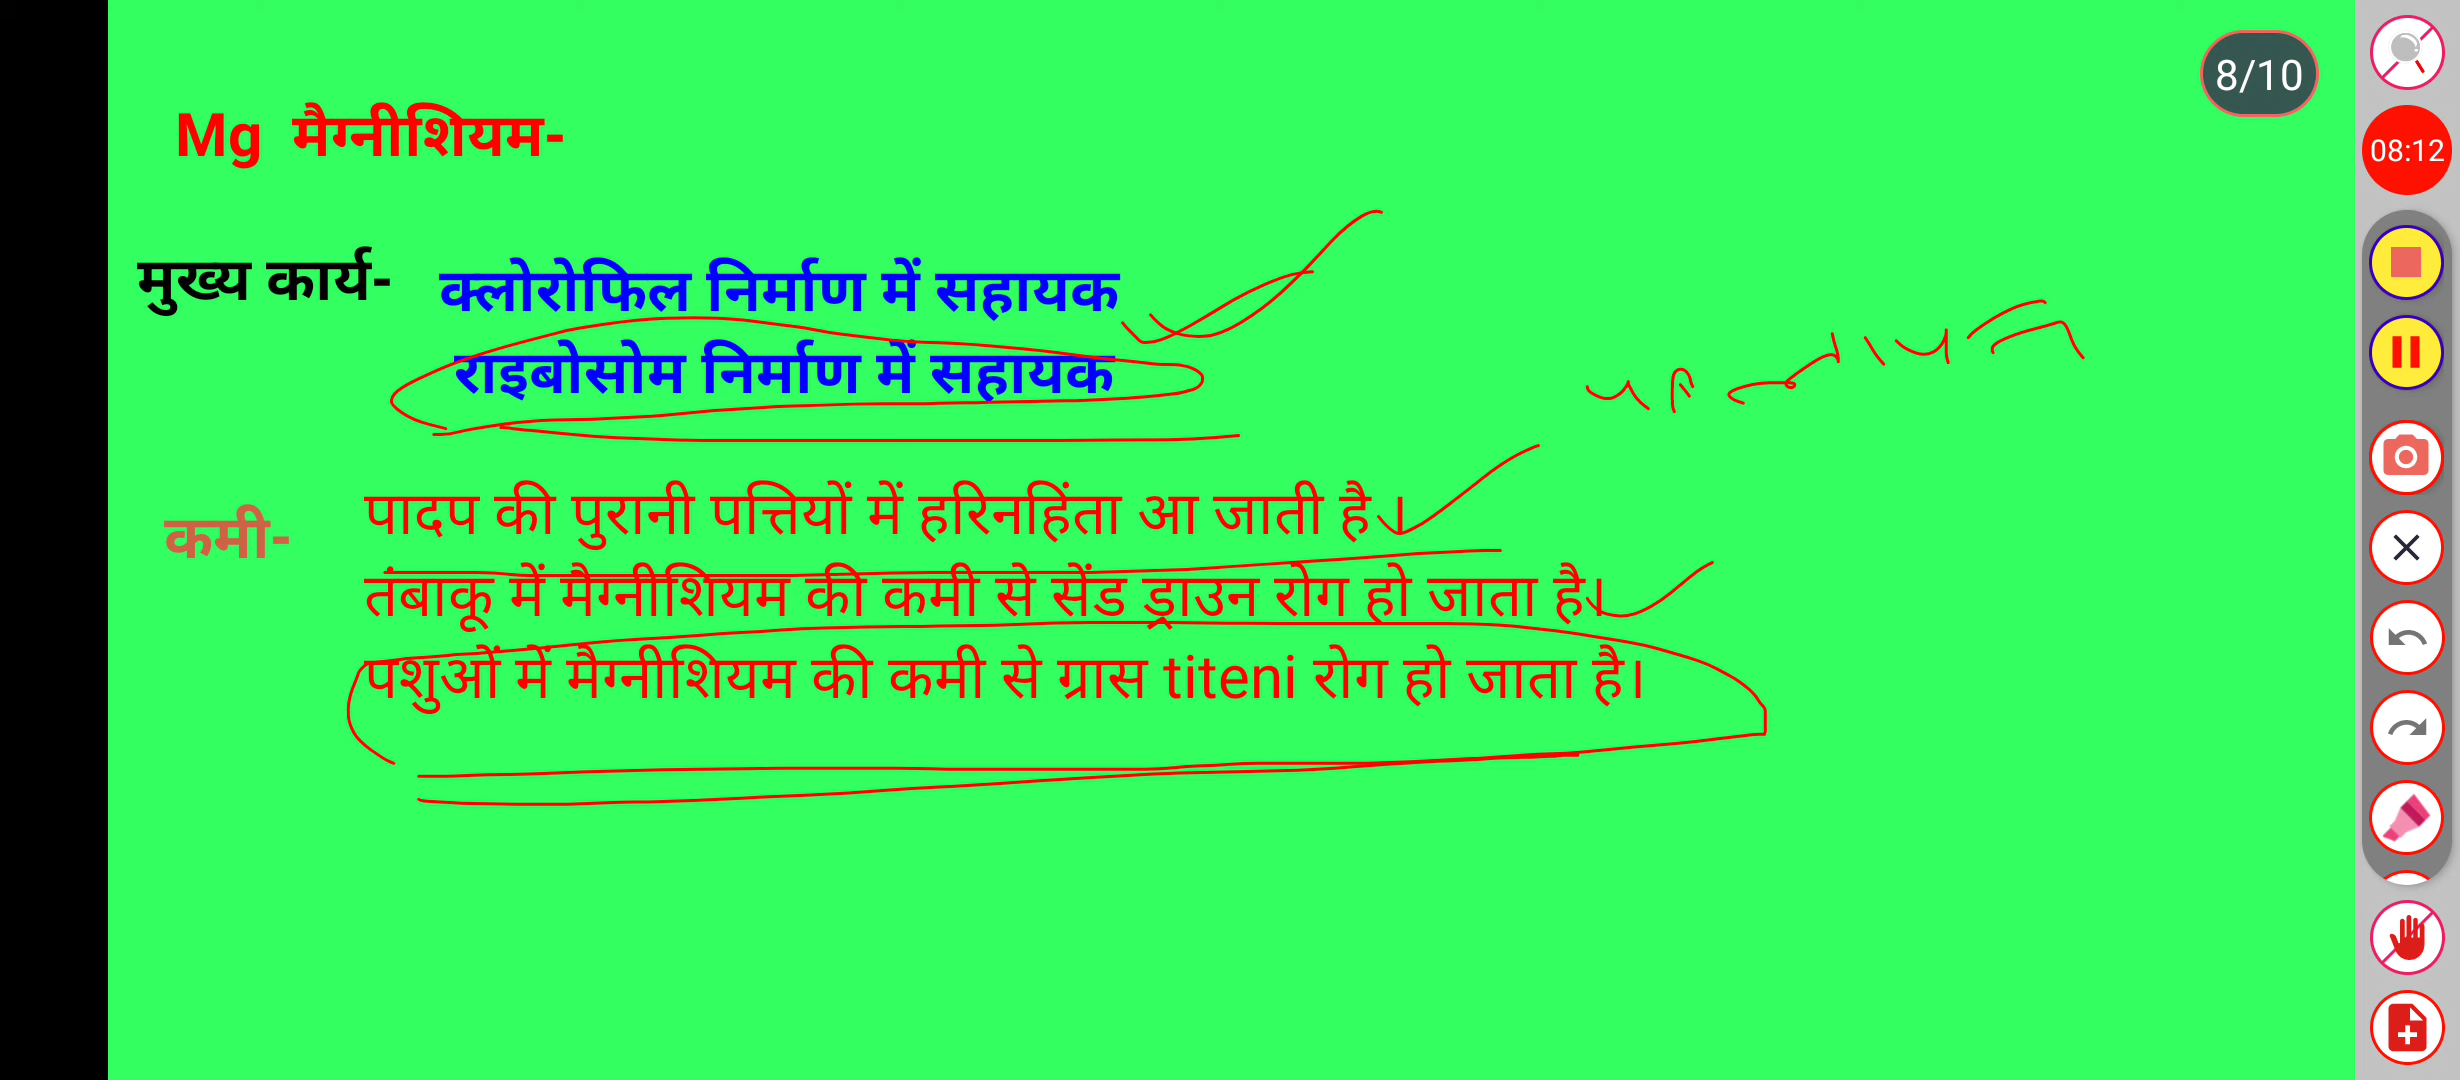 8/10
Mg मैग्नीशियम-
08:12
मुख्य कार्य- क्लोरोफिल निर्माण में सहायक
राइबोसोम निर्माण में सहायक
कमी- पादप की पुरानी पत्तियों में हरिनहिंता आ जाती है ।
तंबाकू में मैग्नीशियम की कमी से सेंड ड्राउन रोग हो जाता है।
पशुओं में मैग्नीशियम की कमी से ग्रास titeni रोग हो जाता है।